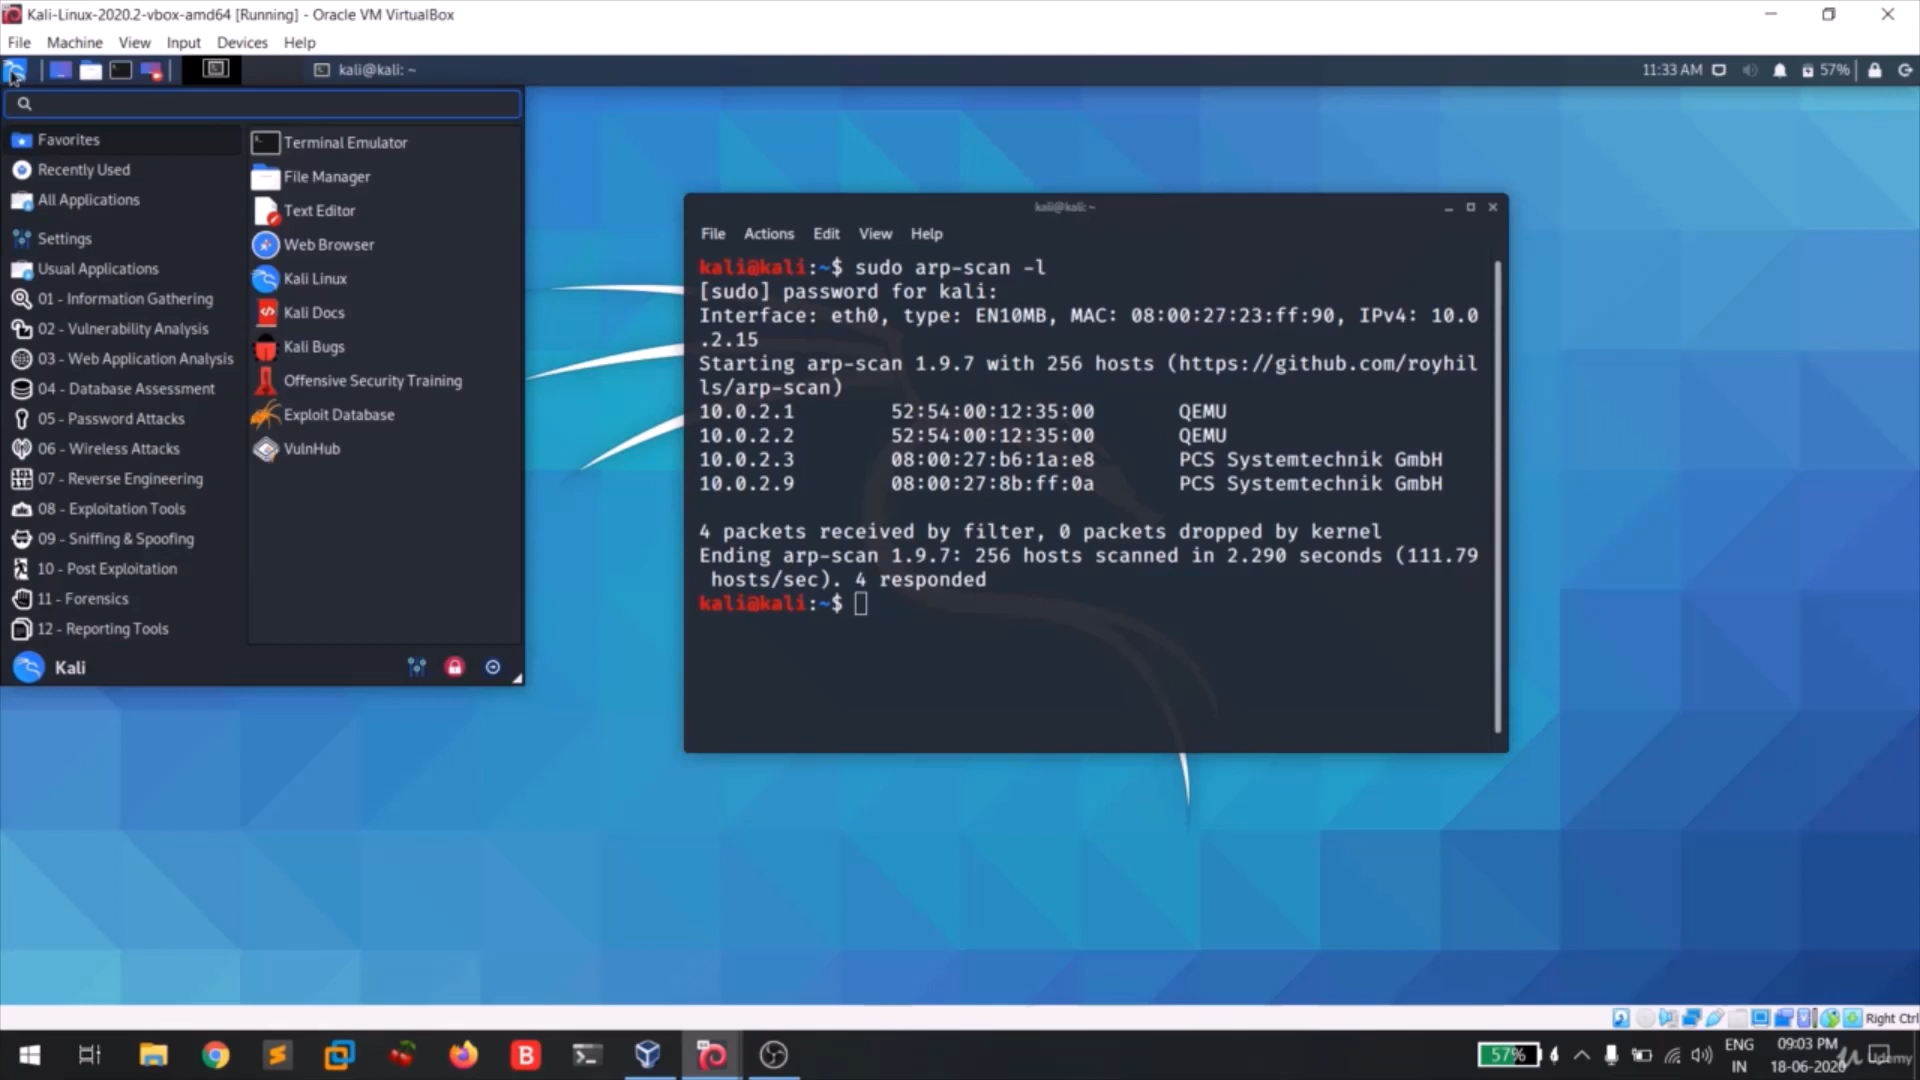 Kali-Linux-2020.2-vbox-amd64 [Running] - Oracle VM VirtualBox
File Machine View Input Devices Help
kali@kali: ~
11:33 AM
57%
Favorites
Recently Used
All Applications
Settings
Usual Applications
01 - Information Gathering
02 - Vulnerability Analysis
03 - Web Application Analysis
04 - Database Assessment
05 - Password Attacks
06 - Wireless Attacks
07 - Reverse Engineering
08 - Exploitation Tools
09 - Sniffing & Spoofing
10 - Post Exploitation
11 - Forensics
12 - Reporting Tools
Kali
Terminal Emulator
File Manager
Text Editor
Web Browser
Kali Linux
Kali Docs
Kali Bugs
Offensive Security Training
Exploit Database
VulnHub
kali@kali: ~
File Actions Edit View Help
kali@kali:~$ sudo arp-scan -l
[sudo] password for kali:
Interface: eth0, type: EN10MB, MAC: 08:00:27:23:ff:90, IPv4: 10.0
.2.15
Starting arp-scan 1.9.7 with 256 hosts (https://github.com/royhil
ls/arp-scan)
10.0.2.1 52:54:00:12:35:00 QEMU
10.0.2.2 52:54:00:12:35:00 QEMU
10.0.2.3 08:00:27:b6:1a:e8 PCS Systemtechnik GmbH
10.0.2.9 08:00:27:8b:ff:0a PCS Systemtechnik GmbH
4 packets received by filter, 0 packets dropped by kernel
Ending arp-scan 1.9.7: 256 hosts scanned in 2.290 seconds (111.79
hosts/sec). 4 responded
kali@kali:~$
Right Ctrl
57%
ENG
IN
09:03 PM
18-06-2020
Udemy